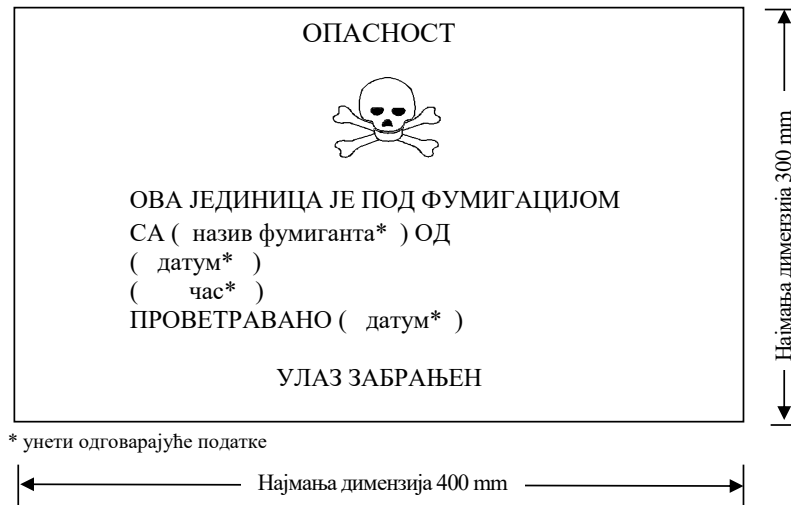 ОПАСНОСТ
ОВА ЈЕДИНИЦА ЈЕ ПОД ФУМИГАЦИЈОМ
СА ( назив фумиганта* ) ОД
( датум* )
( час* )
ПРОВЕТРАВАНО ( датум* )
УЛАЗ ЗАБРАЊЕН
Најмања димензија 300 mm
* унети одговарајуће податке
Најмања димензија 400 mm